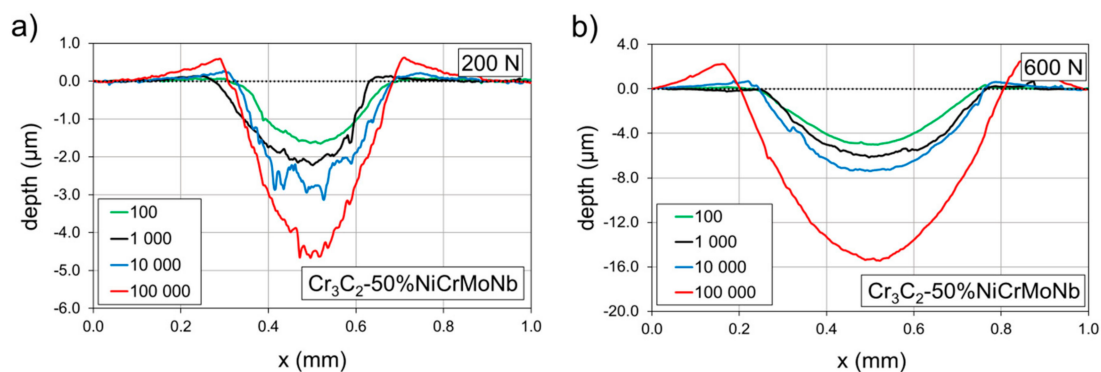 a)
1.0
0.0
-1.0
-2.0
-3.0
-4.0
-5.0
-6.0
depth (µm)
200 N
100
1 000
10 000
100 000
Cr₃C₂-50%NiCrMoNb
0.0 0.2 0.4 0.6 0.8 1.0
x (mm)
b)
4.0
0.0
-4.0
-8.0
-12.0
-16.0
-20.0
depth (µm)
600 N
100
1 000
10 000
100 000
Cr₃C₂-50%NiCrMoNb
0.0 0.2 0.4 0.6 0.8 1.0
x (mm)